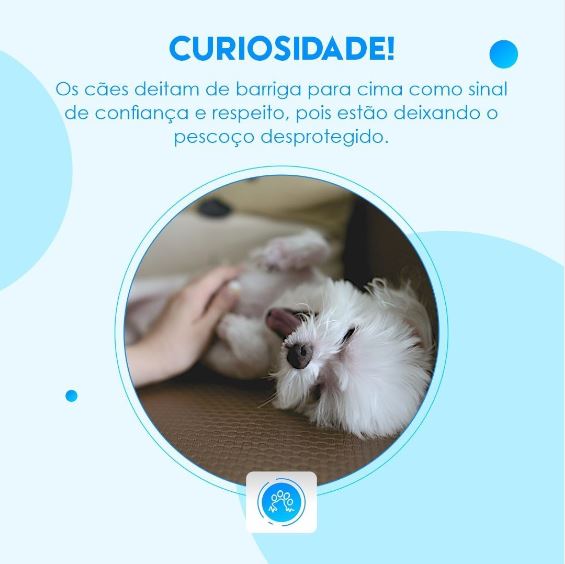 CURIOSIDADE!
Os cães deitam de barriga para cima como sinal
de confiança e respeito, pois estão deixando o
pescoço desprotegido.